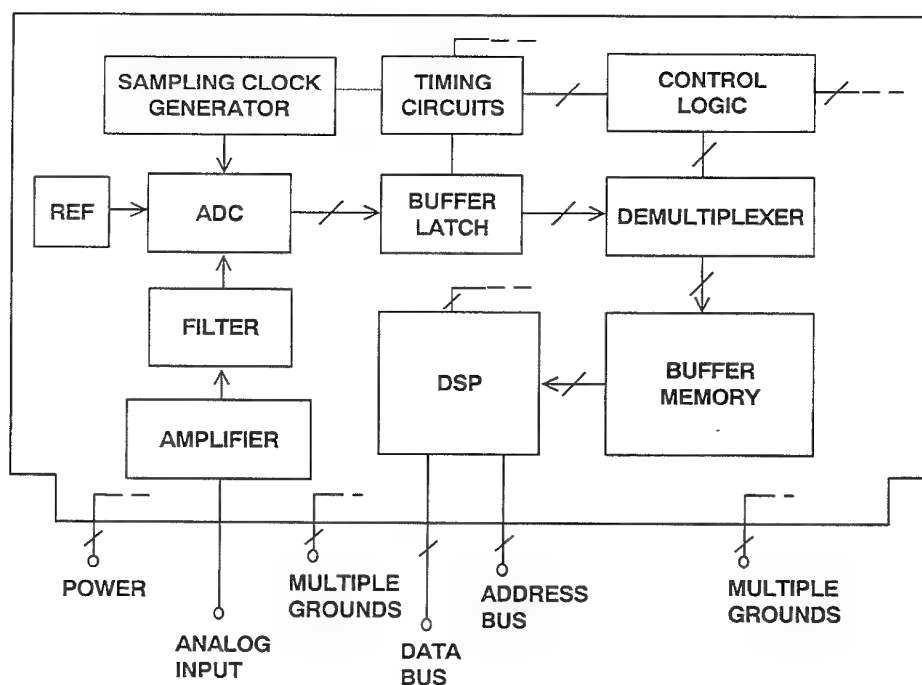 SAMPLING CLOCK
GENERATOR
TIMING
CIRCUITS
CONTROL
LOGIC
REF
ADC
BUFFER
LATCH
DEMULTIPLEXER
FILTER
DSP
BUFFER
MEMORY
AMPLIFIER
POWER
MULTIPLE
GROUNDS
ADDRESS
BUS
MULTIPLE
GROUNDS
ANALOG
INPUT
DATA
BUS